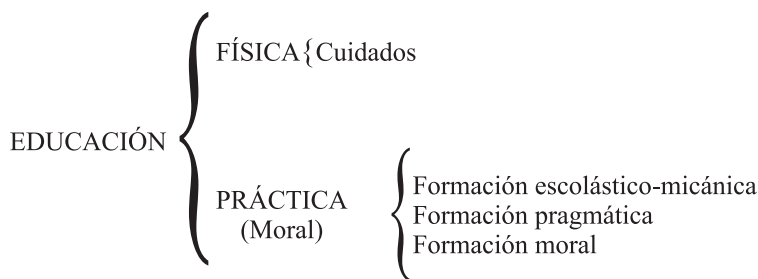 FÍSICA{Cuidados
EDUCACIÓN
PRÁCTICA
(Moral)
Formación escolástico-micánica
Formación pragmática
Formación moral